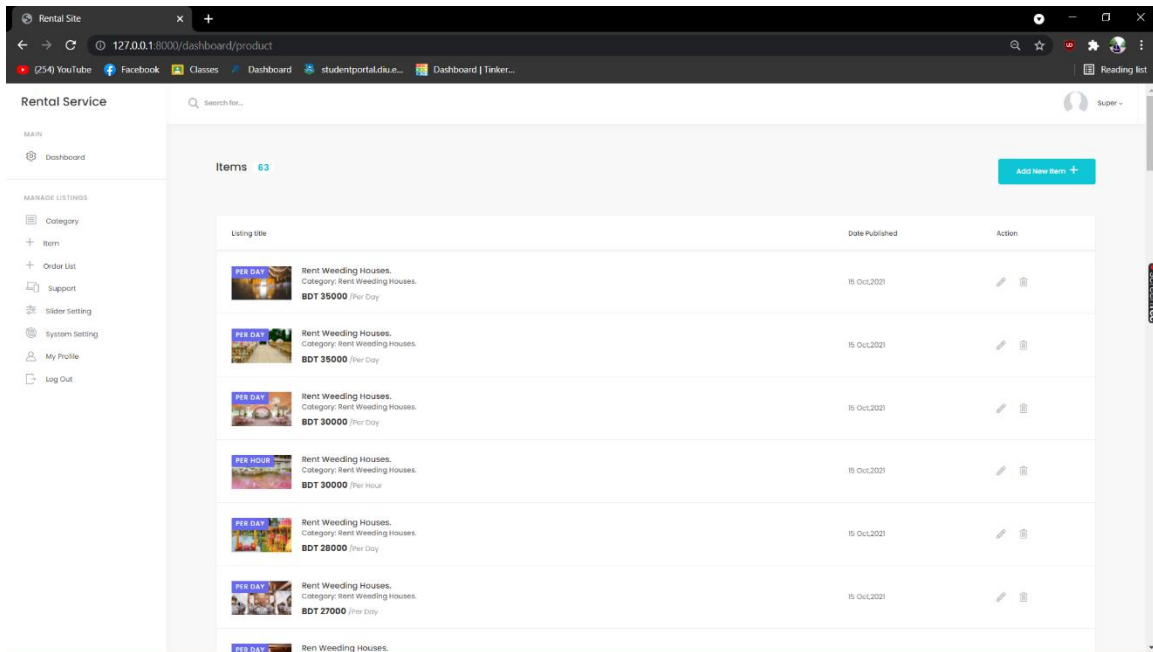 Rental Site
127.0.0.1:8000/dashboard/product
(254) YouTube Facebook Classes Dashboard studentportal.diu.e... Dashboard | Tinker... Reading list
Rental Service
Search for...
Super
MAIN
Dashboard
MANAGE LISTINGS
Category
Item
Order List
Support
Slider Setting
System Setting
My Profile
Log Out
Items 63
Add New Item +
Listing title Date Published Action
PER DAY
Rent Weeding Houses.
Category: Rent Weeding Houses.
BDT 35000 /Per Day
15 Oct,2021
PER DAY
Rent Weeding Houses.
Category: Rent Weeding Houses.
BDT 35000 /Per Day
15 Oct,2021
PER DAY
Rent Weeding Houses.
Category: Rent Weeding Houses.
BDT 30000 /Per Day
15 Oct,2021
PER HOUR
Rent Weeding Houses.
Category: Rent Weeding Houses.
BDT 30000 /Per Hour
15 Oct,2021
PER DAY
Rent Weeding Houses.
Category: Rent Weeding Houses.
BDT 28000 /Per Day
15 Oct,2021
PER DAY
Rent Weeding Houses.
Category: Rent Weeding Houses.
BDT 27000 /Per Day
15 Oct,2021
PER DAY
Ren Weeding Houses.